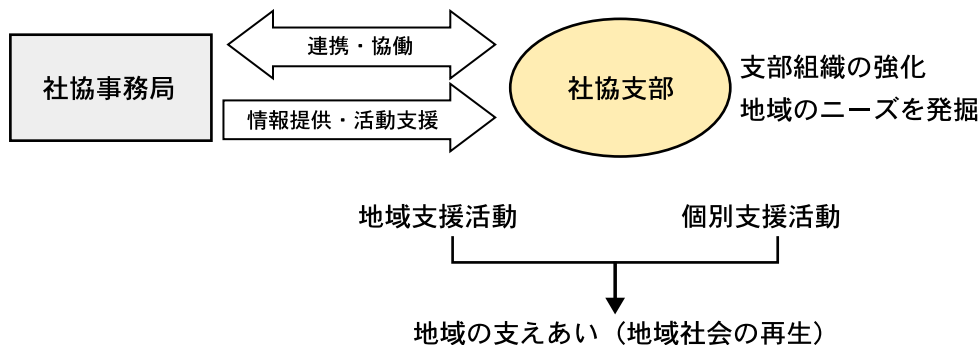 連携・協働
社協事務局
社協支部
支部組織の強化
地域のニーズを発掘
情報提供・活動支援
地域支援活動
個別支援活動
地域の支えあい（地域社会の再生）